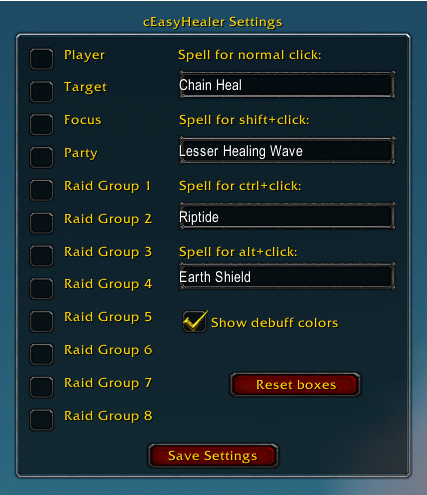 cEasyHealer Settings
Player
Target
Focus
Party
Raid Group 1
Raid Group 2
Raid Group 3
Raid Group 4
Raid Group 5
Raid Group 6
Raid Group 7
Raid Group 8
Spell for normal click:
Chain Heal
Spell for shift+click:
Lesser Healing Wave
Spell for ctrl+click:
Riptide
Spell for alt+click:
Earth Shield
Show debuff colors
Reset boxes
Save Settings